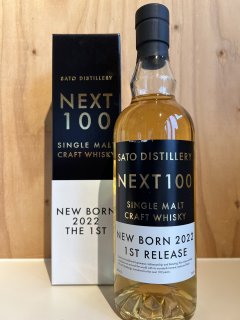 SATO DISTILLERY
NEXT
100
SINGLE MALT
CRAFT WHISKY
NEW BORN
2022
THE 1ST
SATO DISTILLERY
NEXT100
SINGLE MALT
CRAFT WHISKY
NEW BORN 2022
1ST RELEASE